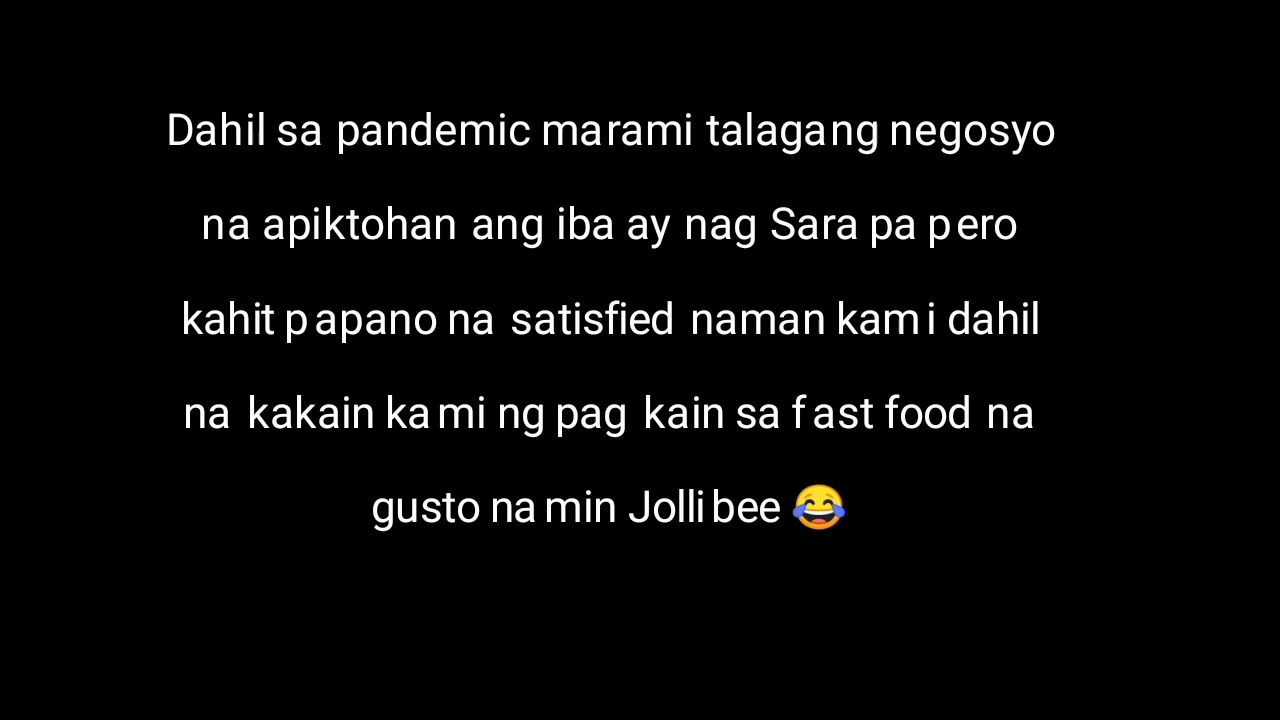 Dahil sa pandemic marami talagang negosyo
na apiktohan ang iba ay nag Sara pa pero
kahit papano na satisfied naman kami dahil
na kakain kami ng pag kain sa fast food na
gusto namin Jollibee 😂